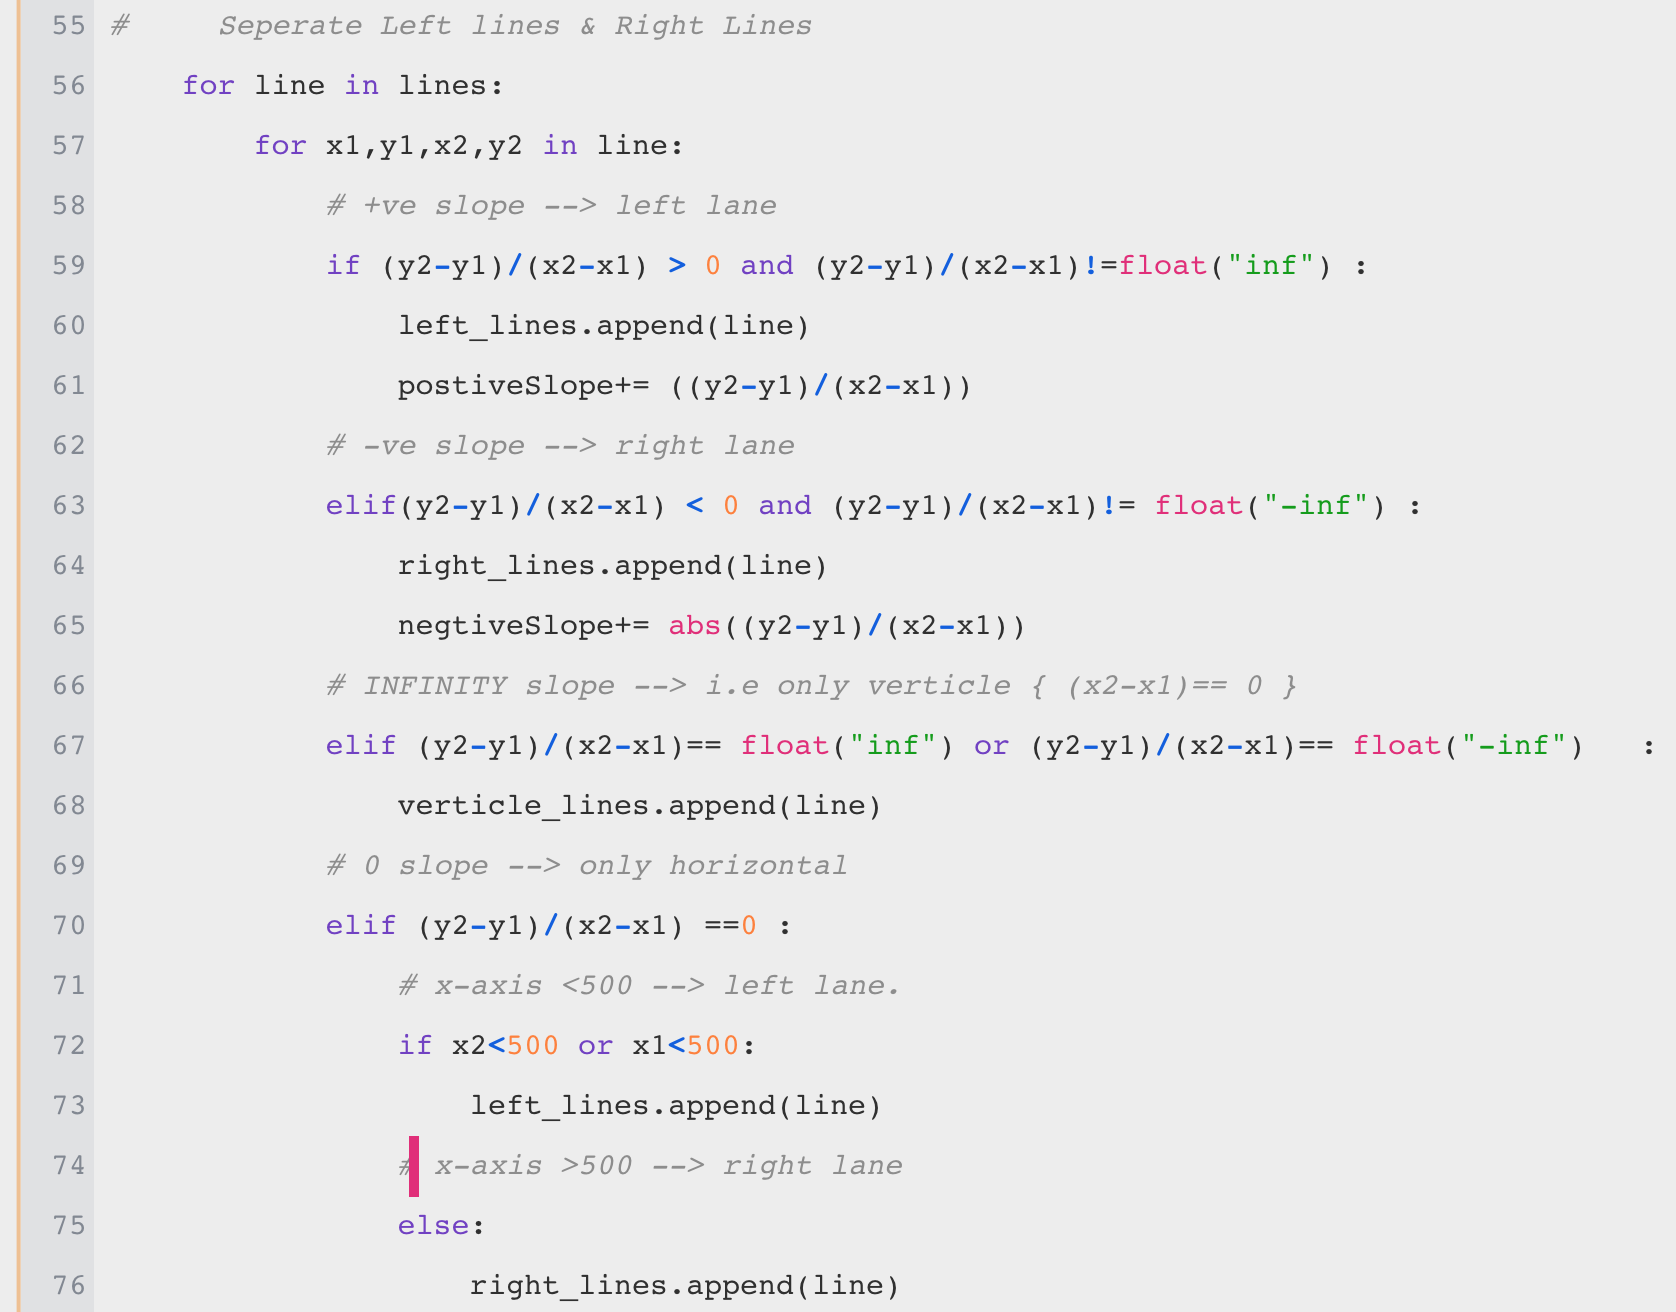 55 #     Seperate Left lines & Right Lines
56     for line in lines:
57         for x1,y1,x2,y2 in line:
58             # +ve slope --> left lane
59             if (y2-y1)/(x2-x1) > 0 and (y2-y1)/(x2-x1)!=float("inf") :
60                 left_lines.append(line)
61                 postiveSlope+= ((y2-y1)/(x2-x1))
62             # -ve slope --> right lane
63             elif(y2-y1)/(x2-x1) < 0 and (y2-y1)/(x2-x1)!= float("-inf") :
64                 right_lines.append(line)
65                 negtiveSlope+= abs((y2-y1)/(x2-x1))
66             # INFINITY slope --> i.e only verticle { (x2-x1)== 0 }
67             elif (y2-y1)/(x2-x1)== float("inf") or (y2-y1)/(x2-x1)== float("-inf")   :
68                 verticle_lines.append(line)
69             # 0 slope --> only horizontal
70             elif (y2-y1)/(x2-x1) ==0 :
71                 # x-axis <500 --> left lane.
72                 if x2<500 or x1<500:
73                     left_lines.append(line)
74                 # x-axis >500 --> right lane
75                 else:
76                     right_lines.append(line)